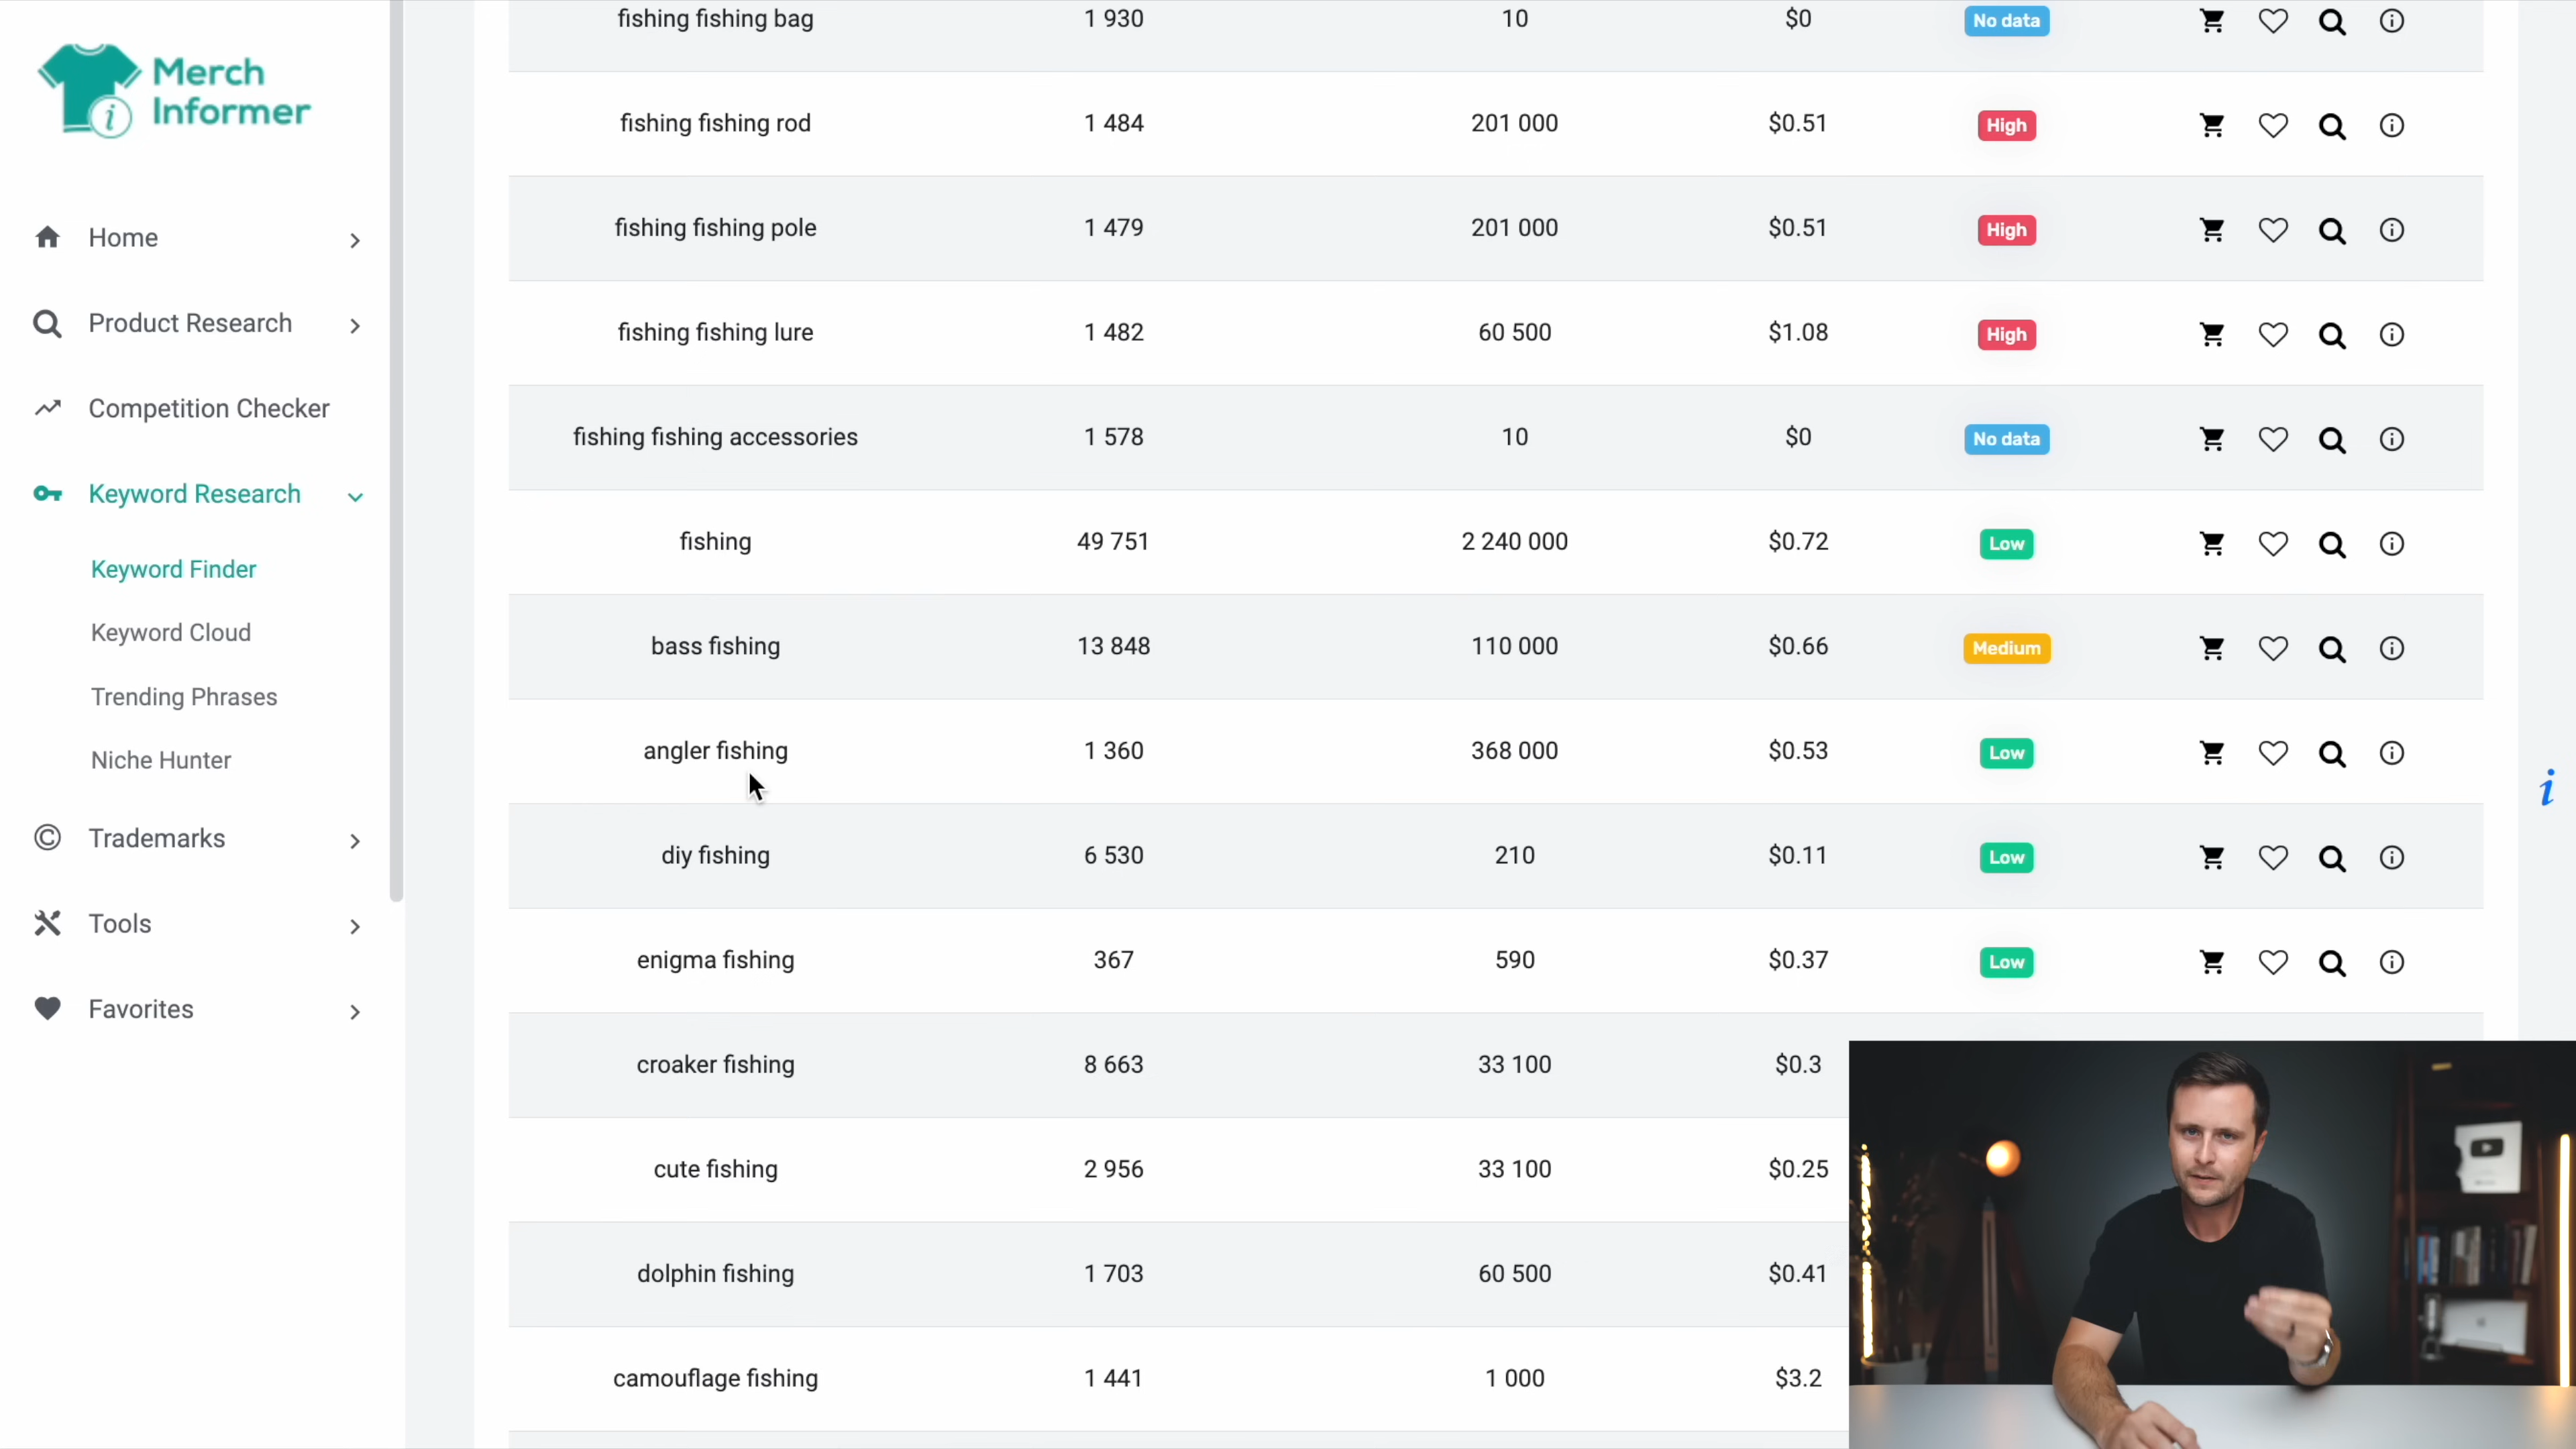 Merch
Informer
Home
Product Research
Competition Checker
Keyword Research
Keyword Finder
Keyword Cloud
Trending Phrases
Niche Hunter
Trademarks
Tools
Favorites
fishing fishing bag 1 930 10 $0 No data
fishing fishing rod 1 484 201 000 $0.51 High
fishing fishing pole 1 479 201 000 $0.51 High
fishing fishing lure 1 482 60 500 $1.08 High
fishing fishing accessories 1 578 10 $0 No data
fishing 49 751 2 240 000 $0.72 Low
bass fishing 13 848 110 000 $0.66 Medium
angler fishing 1 360 368 000 $0.53 Low
diy fishing 6 530 210 $0.11 Low
enigma fishing 367 590 $0.37 Low
croaker fishing 8 663 33 100 $0.3
cute fishing 2 956 33 100 $0.25
dolphin fishing 1 703 60 500 $0.41
camouflage fishing 1 441 1 000 $3.2